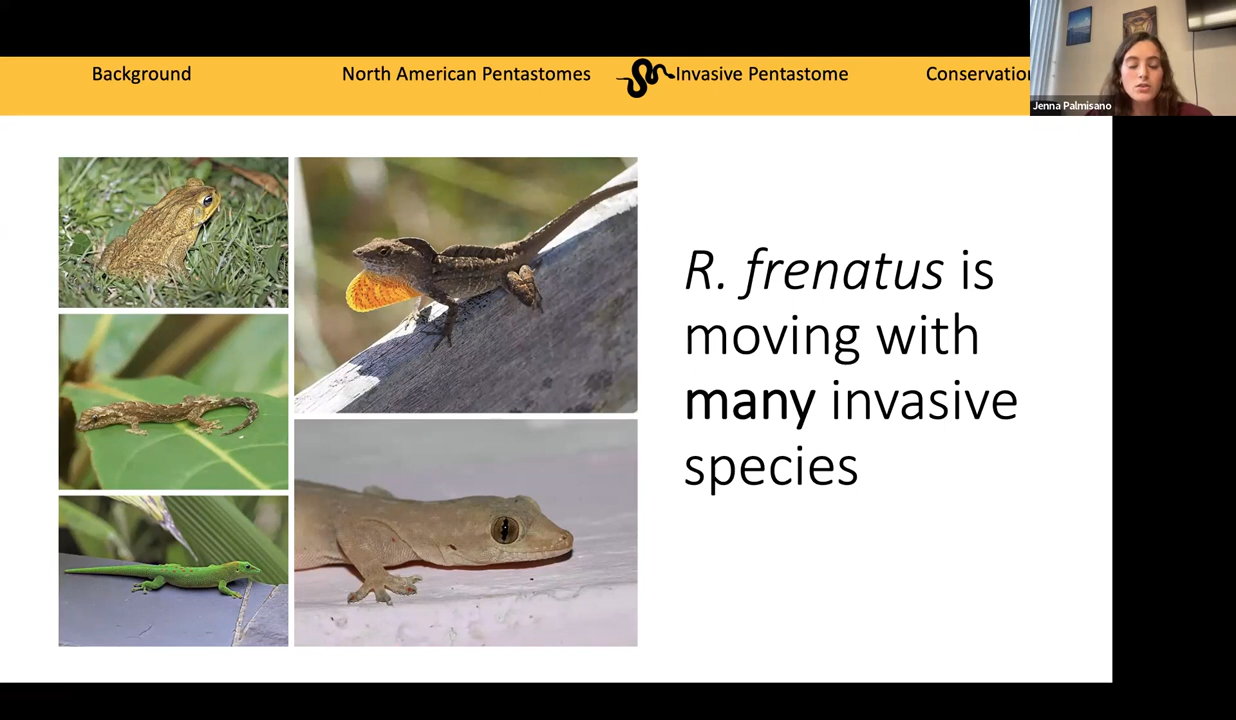 Background
North American Pentastomes
Invasive Pentastome
Conservation
Jenna Palmisano
R. frenatus is
moving with
many invasive
species